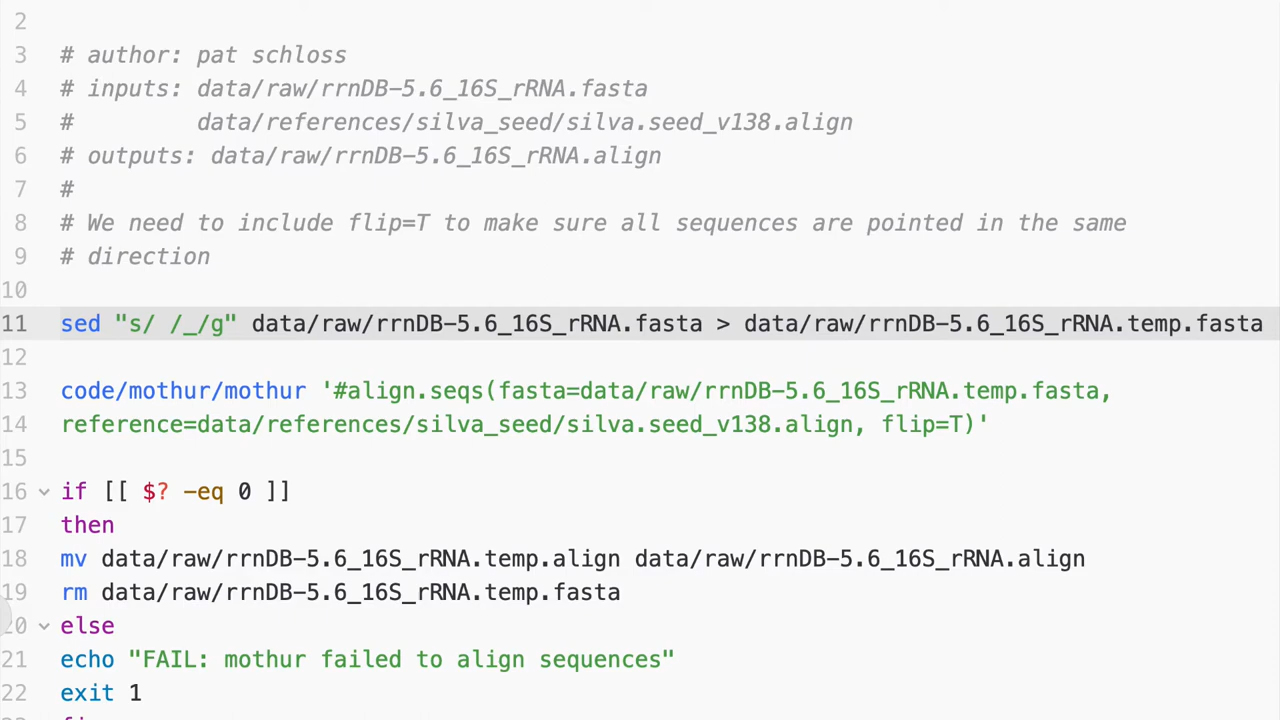 2
3 # author: pat schloss
4 # inputs: data/raw/rrnDB-5.6_16S_rRNA.fasta
5 # data/references/silva_seed/silva.seed_v138.align
6 # outputs: data/raw/rrnDB-5.6_16S_rRNA.align
7 #
8 # We need to include flip=T to make sure all sequences are pointed in the same
9 # direction
10
11 sed "s/ /_/g" data/raw/rrnDB-5.6_16S_rRNA.fasta > data/raw/rrnDB-5.6_16S_rRNA.temp.fasta
12
13 code/mothur/mothur '#align.seqs(fasta=data/raw/rrnDB-5.6_16S_rRNA.temp.fasta,
14 reference=data/references/silva_seed/silva.seed_v138.align, flip=T)'
15
16 if [[ $? -eq 0 ]]
17 then
18 mv data/raw/rrnDB-5.6_16S_rRNA.temp.align data/raw/rrnDB-5.6_16S_rRNA.align
19 rm data/raw/rrnDB-5.6_16S_rRNA.temp.fasta
20 else
21 echo "FAIL: mothur failed to align sequences"
22 exit 1